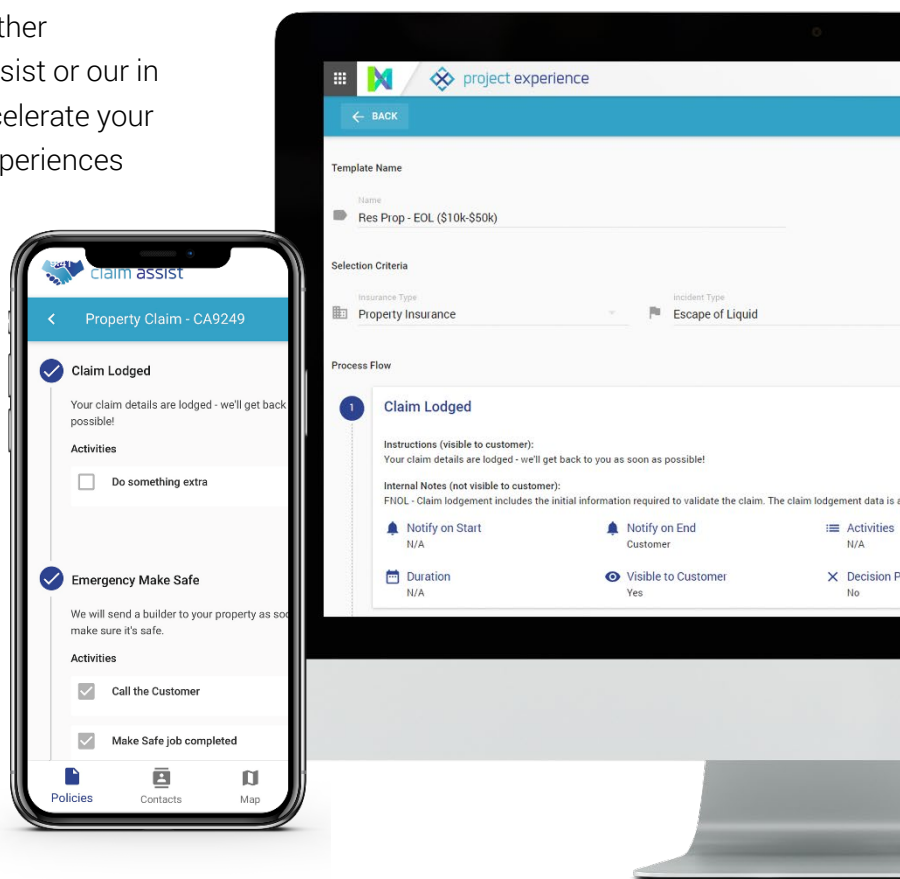 ther
sist or our in
celerate your
periences
project experience
← BACK
Template Name
Name
Res Prop - EOL ($10k-$50k)
Selection Criteria
Insurance Type
Property Insurance
Incident Type
Escape of Liquid
Process Flow
1
Claim Lodged
Instructions (visible to customer):
Your claim details are lodged - we'll get back to you as soon as possible!
Internal Notes (not visible to customer):
FNOL - Claim lodgement includes the initial information required to validate the claim. The claim lodgement data is a
Notify on Start
N/A
Notify on End
Customer
Activities
N/A
Duration
N/A
Visible to Customer
Yes
Decision P
No
claim assist
Property Claim - CA9249
Claim Lodged
Your claim details are lodged - we'll get back
possible!
Activities
Do something extra
Emergency Make Safe
We will send a builder to your property as soo
make sure it's safe.
Activities
Call the Customer
Make Safe job completed
Policies
Contacts
Map